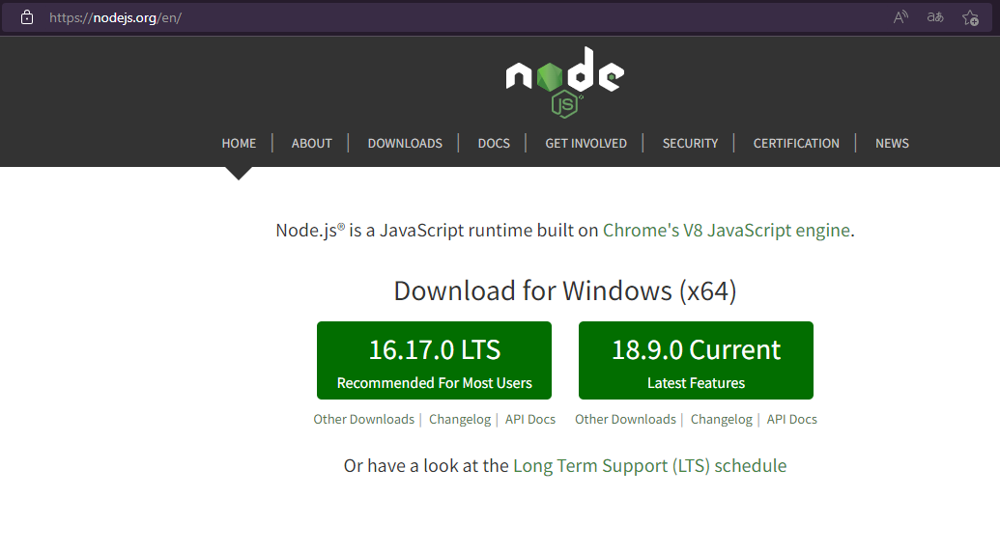 https://nodejs.org/en/
node
JS
HOME | ABOUT | DOWNLOADS | DOCS | GET INVOLVED | SECURITY | CERTIFICATION | NEWS
Node.js® is a JavaScript runtime built on Chrome's V8 JavaScript engine.
Download for Windows (x64)
16.17.0 LTS 18.9.0 Current
Recommended For Most Users Latest Features
Other Downloads | Changelog | API Docs Other Downloads | Changelog | API Docs
Or have a look at the Long Term Support (LTS) schedule